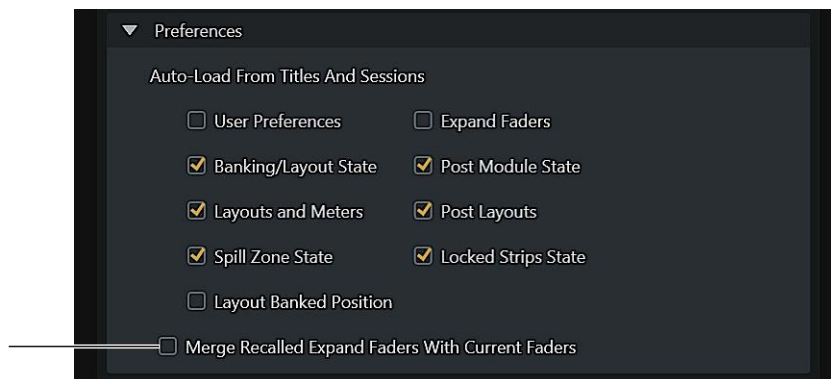 Preferences
Auto-Load From Titles And Sessions
User Preferences Expand Faders
Banking/Layout State Post Module State
Layouts and Meters Post Layouts
Spill Zone State Locked Strips State
Layout Banked Position
Merge Recalled Expand Faders With Current Faders